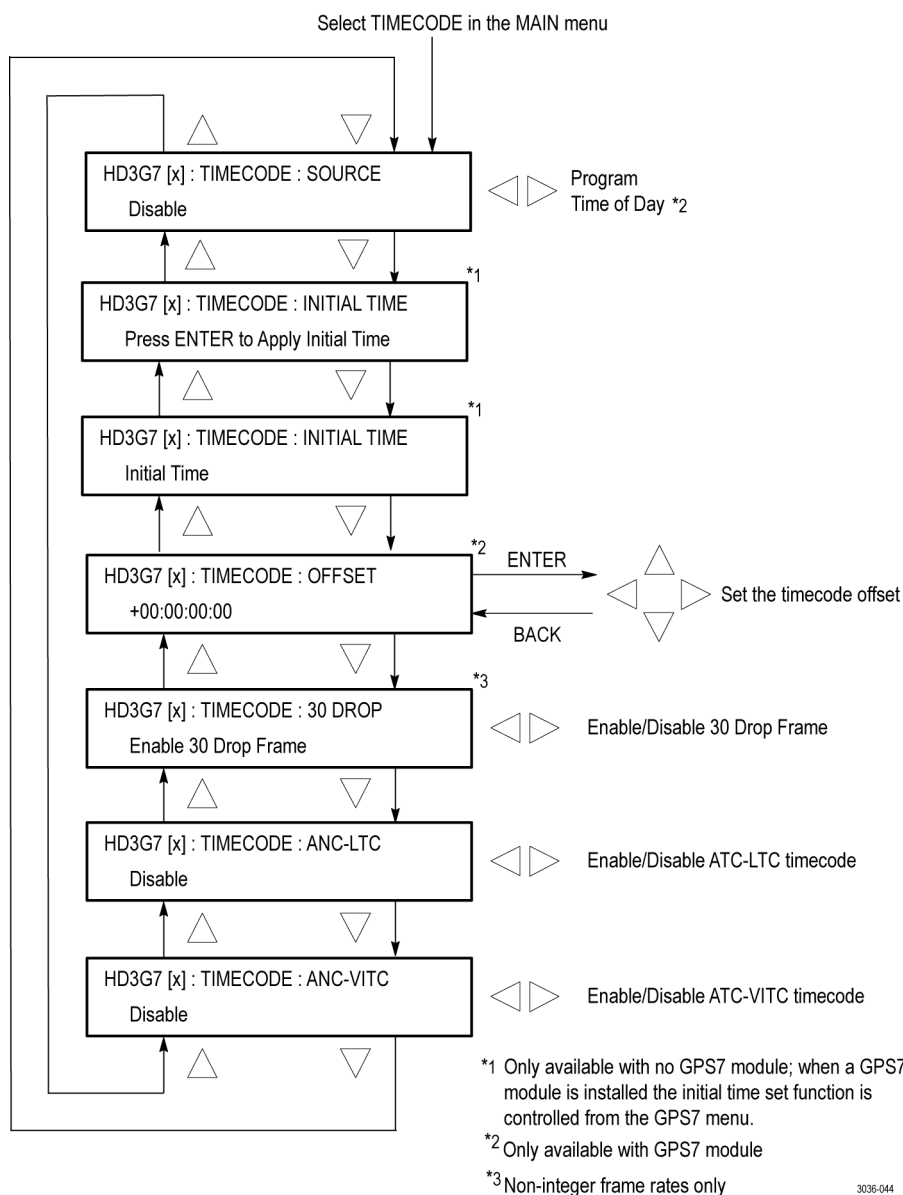 Select TIMECODE in the MAIN menu
HD3G7 [x] : TIMECODE : SOURCE
Disable
Program
Time of Day *2
*1
HD3G7 [x] : TIMECODE : INITIAL TIME
Press ENTER to Apply Initial Time
*1
HD3G7 [x] : TIMECODE : INITIAL TIME
Initial Time
*2
HD3G7 [x] : TIMECODE : OFFSET
+00:00:00:00
ENTER
BACK
Set the timecode offset
*3
HD3G7 [x] : TIMECODE : 30 DROP
Enable 30 Drop Frame
Enable/Disable 30 Drop Frame
HD3G7 [x] : TIMECODE : ANC-LTC
Disable
Enable/Disable ATC-LTC timecode
HD3G7 [x] : TIMECODE : ANC-VITC
Disable
Enable/Disable ATC-VITC timecode
*1 Only available with no GPS7 module; when a GPS7
module is installed the initial time set function is
controlled from the GPS7 menu.
*2 Only available with GPS7 module
*3 Non-integer frame rates only
3036-044